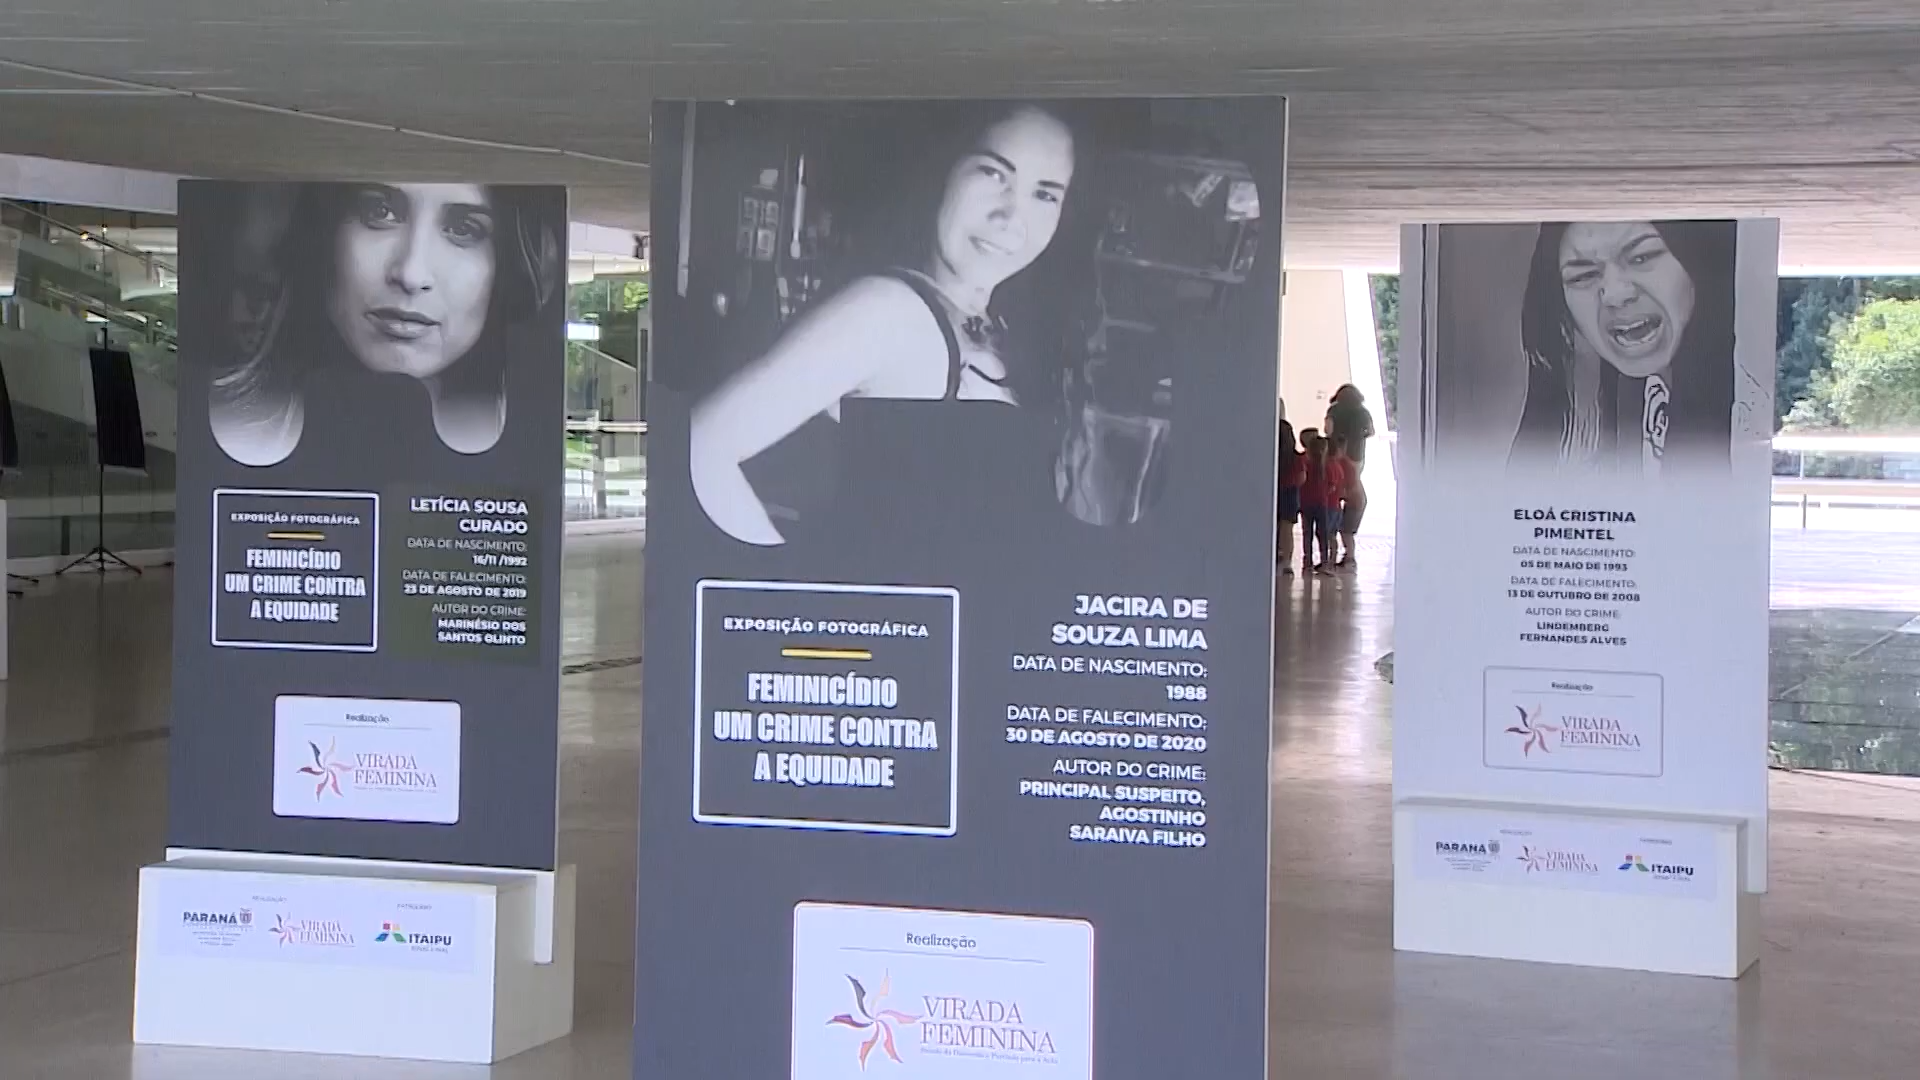 EXPOSIÇÃO FOTOGRÁFICA
FEMINICÍDIO
UM CRIME CONTRA
A EQUIDADE
LETÍCIA SOUSA
CURADO
DATA DE NASCIMENTO:
16/11/1992
DATA DE FALECIMENTO:
23 DE AGOSTO DE 2019
AUTOR DO CRIME:
MARINÉSIO DOS
SANTOS OLINTO
Realização
VIRADA
FEMININA
REALIZAÇÃO
PATROCÍNIO
PARANÁ
VIRADA
FEMININA
ITAIPU
EXPOSIÇÃO FOTOGRÁFICA
FEMINICÍDIO
UM CRIME CONTRA
A EQUIDADE
JACIRA DE
SOUZA LIMA
DATA DE NASCIMENTO:
1988
DATA DE FALECIMENTO:
30 DE AGOSTO DE 2020
AUTOR DO CRIME:
PRINCIPAL SUSPEITO,
AGOSTINHO
SARAIVA FILHO
Realização
VIRADA
FEMININA
ELOÁ CRISTINA
PIMENTEL
DATA DE NASCIMENTO:
05 DE MAIO DE 1993
DATA DE FALECIMENTO:
13 DE OUTUBRO DE 2008
AUTOR DO CRIME:
LINDEMBERG
FERNANDES ALVES
Realização
VIRADA
FEMININA
REALIZAÇÃO
PATROCÍNIO
PARANÁ
VIRADA
FEMININA
ITAIPU